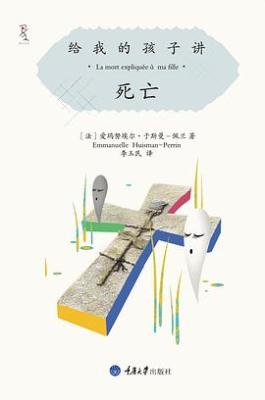 给我的孩子讲
* La mort expliquée à ma fille *
死亡
［法］爱玛努埃尔·于斯曼-佩兰 著
Emmanuelle Huisman-Perrin
李玉民 译
重庆大学出版社